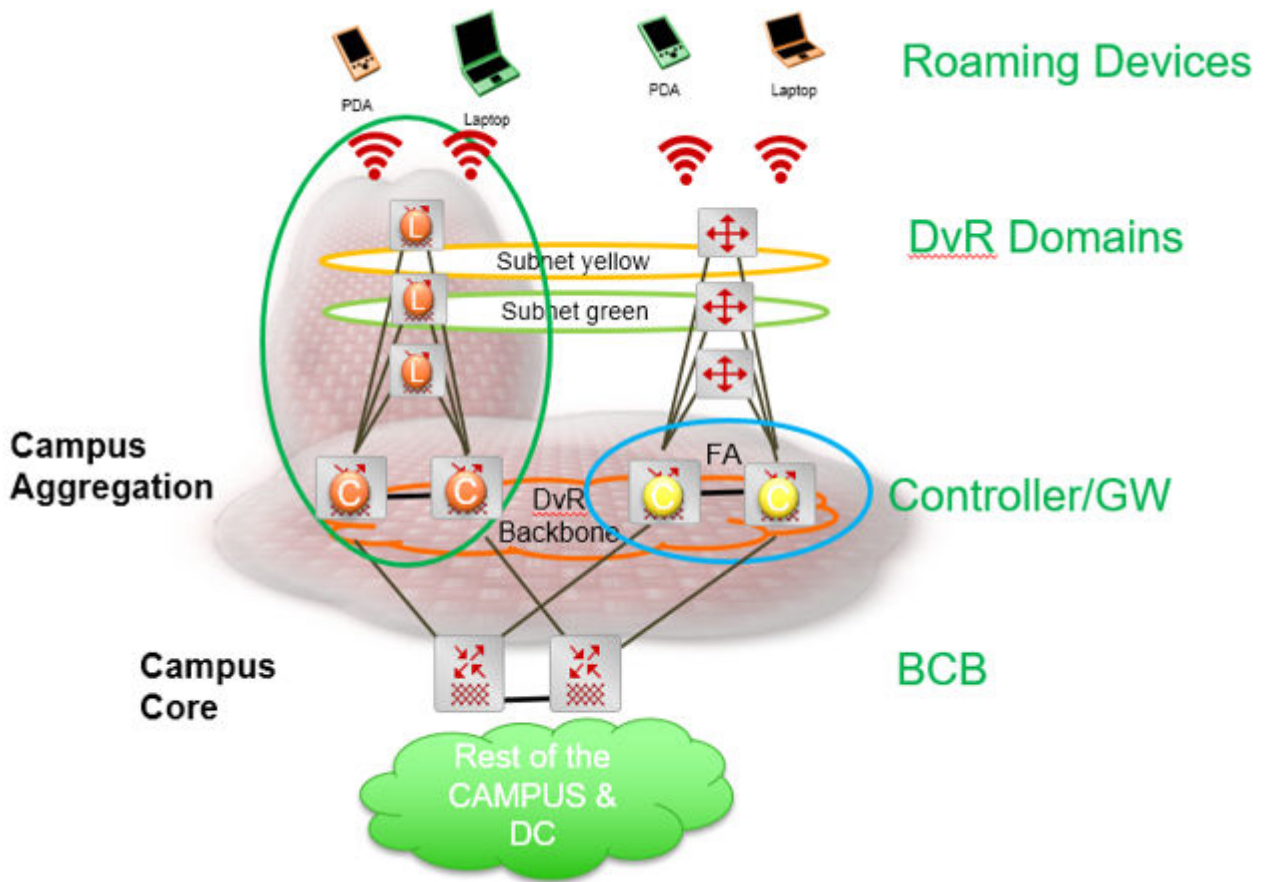 Roaming Devices
PDA
Laptop
PDA
Laptop
DvR Domains
L
Subnet yellow
L
Subnet green
L
Campus
Aggregation
FA
C
C
C
C
DvR
Backbone
Controller/GW
Campus
Core
BCB
Rest of the
CAMPUS &
DC